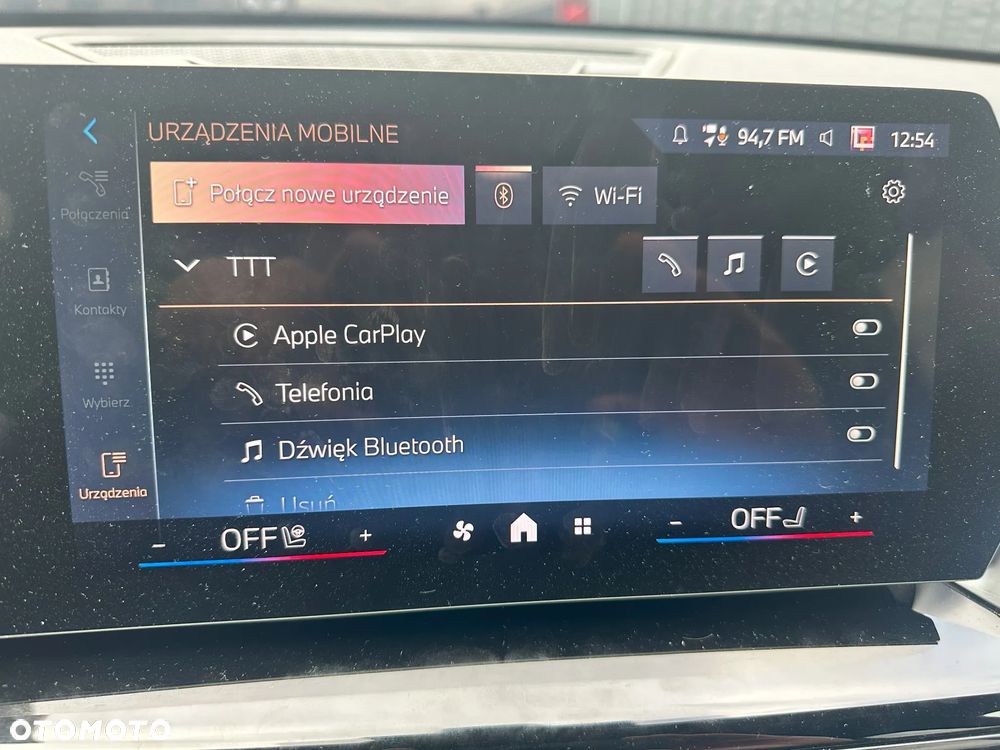 URZĄDZENIA MOBILNE
94,7 FM
12:54
Połącz nowe urządzenie
Wi-Fi
Połączenia
TTT
Kontakty
Apple CarPlay
Wybierz
Telefonia
Urządzenia
Dźwięk Bluetooth
Usuń
- OFF +
- OFF +
OTOMOTO